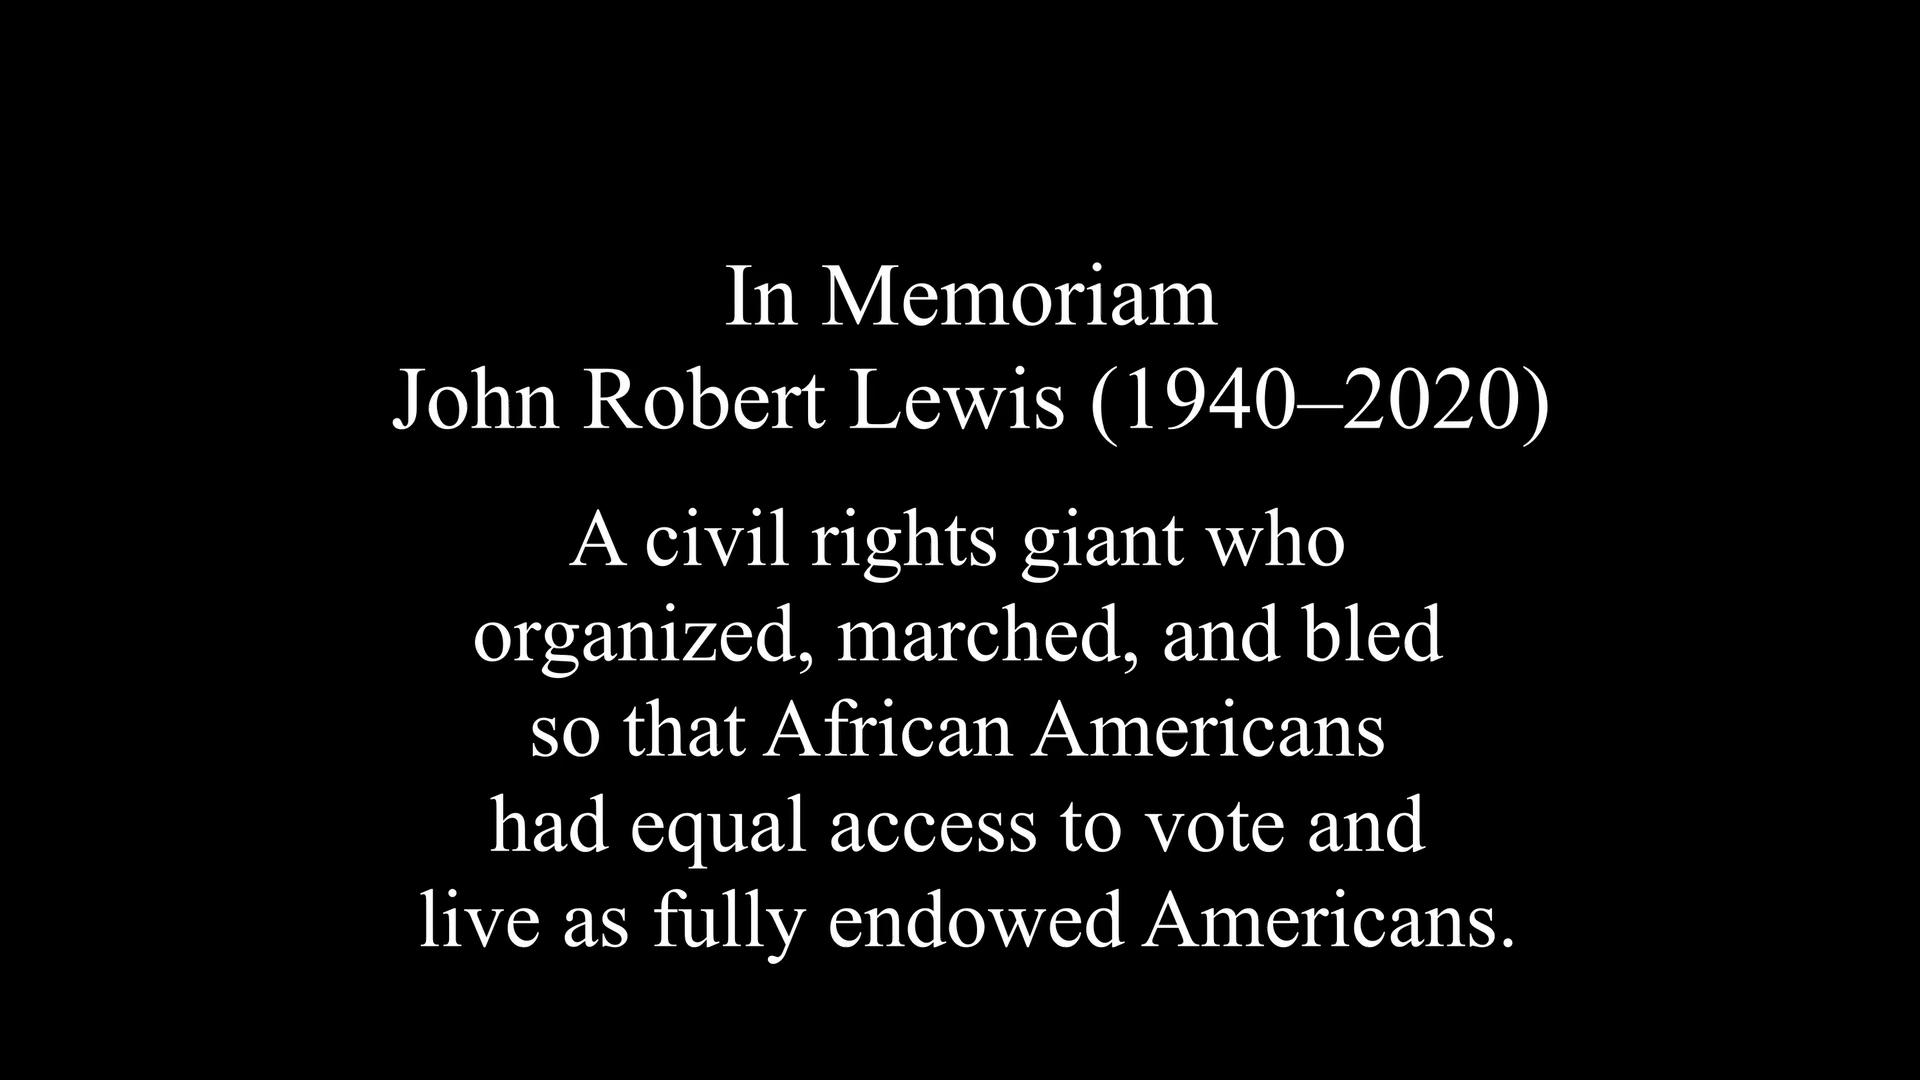 In Memoriam
John Robert Lewis (1940–2020)
A civil rights giant who
organized, marched, and bled
so that African Americans
had equal access to vote and
live as fully endowed Americans.